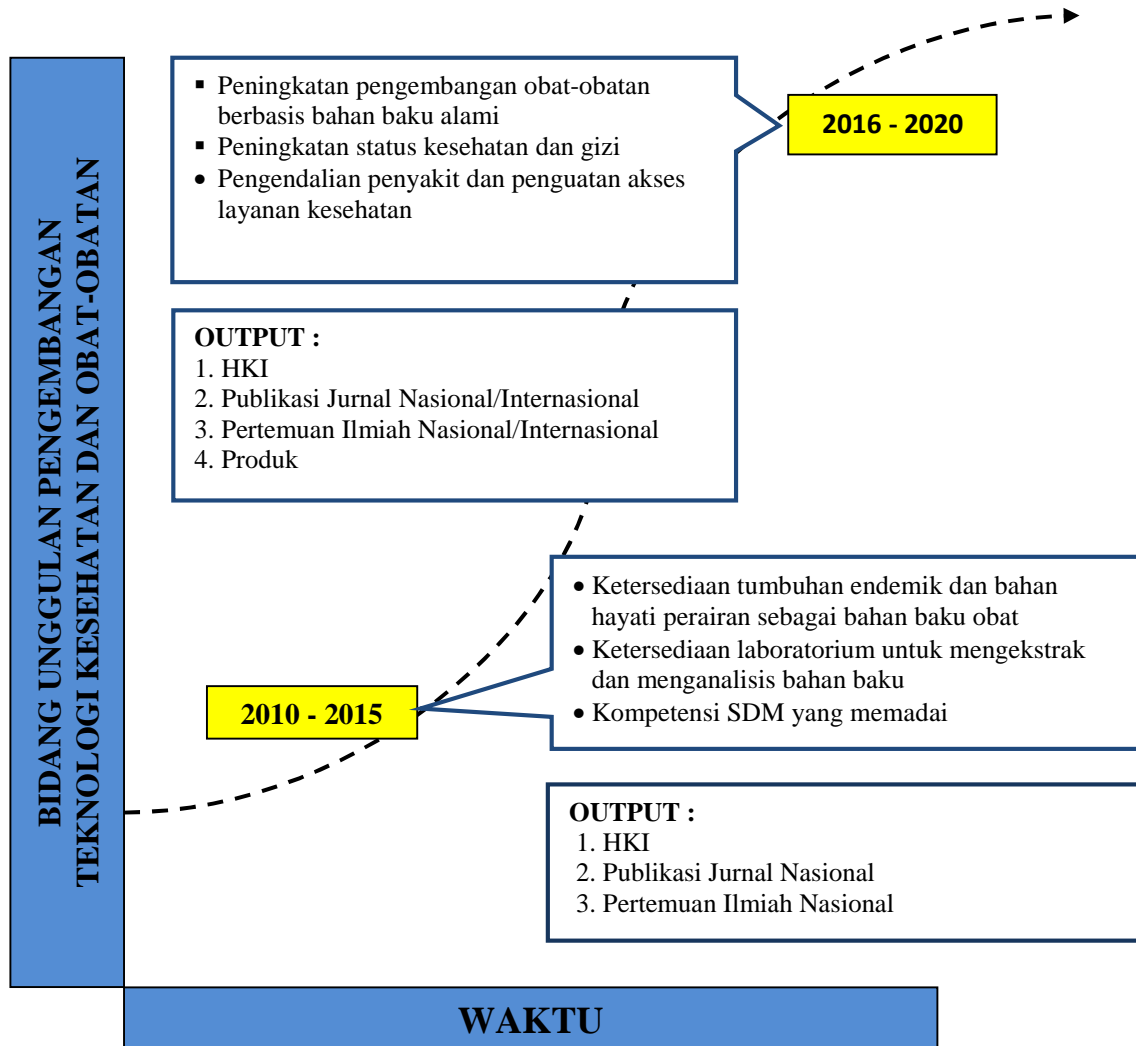 BIDANG UNGGULAN PENGEMBANGAN
TEKNOLOGI KESEHATAN DAN OBAT-OBATAN
▪ Peningkatan pengembangan obat-obatan
berbasis bahan baku alami
▪ Peningkatan status kesehatan dan gizi
• Pengendalian penyakit dan penguatan akses
layanan kesehatan
2016 - 2020
OUTPUT :
1. HKI
2. Publikasi Jurnal Nasional/Internasional
3. Pertemuan Ilmiah Nasional/Internasional
4. Produk
• Ketersediaan tumbuhan endemik dan bahan
hayati perairan sebagai bahan baku obat
• Ketersediaan laboratorium untuk mengekstrak
dan menganalisis bahan baku
• Kompetensi SDM yang memadai
2010 - 2015
OUTPUT :
1. HKI
2. Publikasi Jurnal Nasional
3. Pertemuan Ilmiah Nasional
WAKTU